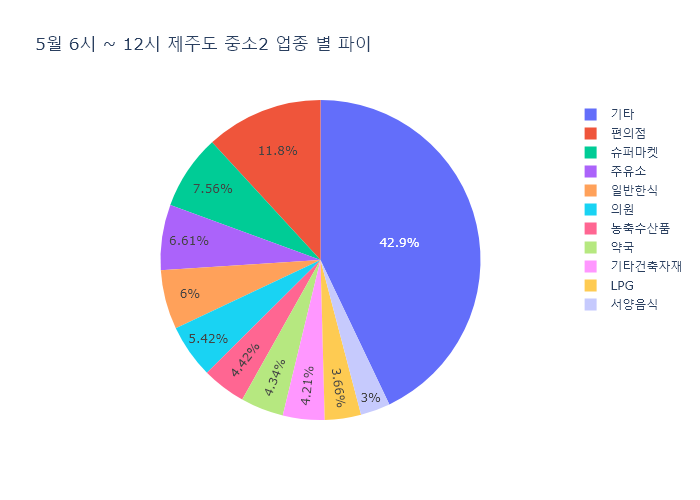 5월 6시 ~ 12시 제주도 중소2 업종 별 파이
11.8%
7.56%
6.61%
6%
5.42%
4.42%
4.34%
4.21%
3.66%
3%
42.9%
기타
편의점
슈퍼마켓
주유소
일반한식
의원
농축수산품
약국
기타건축자재
LPG
서양음식